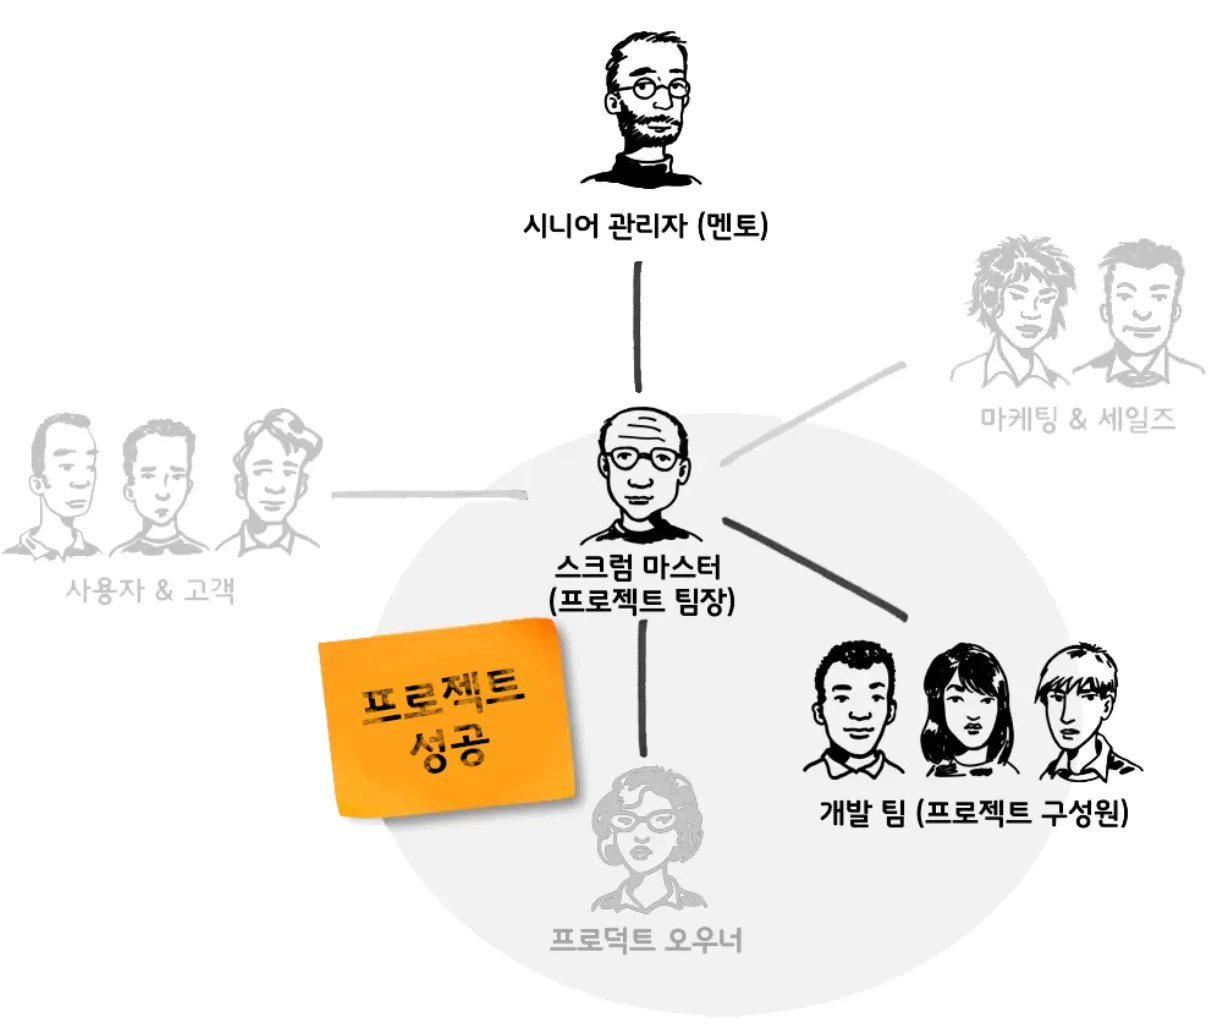 시니어 관리자 (멘토)
마케팅 & 세일즈
사용자 & 고객
스크럼 마스터
(프로젝트 팀장)
프로젝트
성공
개발 팀 (프로젝트 구성원)
프로덕트 오우너